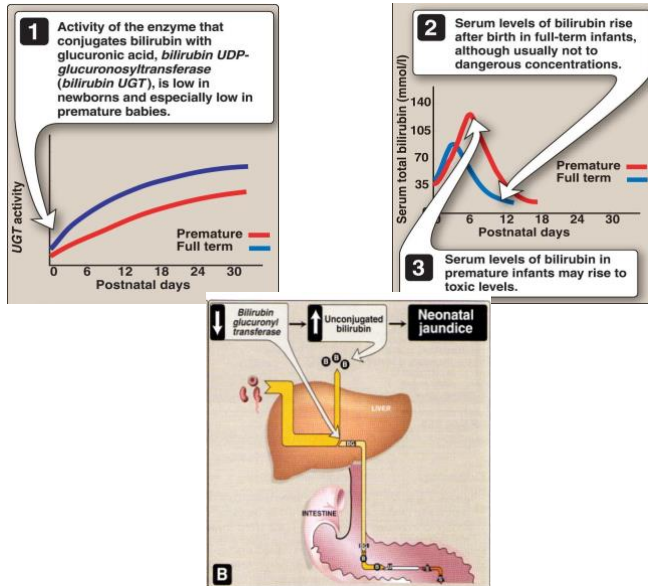 1
Activity of the enzyme that
conjugates bilirubin with
glucuronic acid, bilirubin UDP-
glucuronosyltransferase
(bilirubin UGT), is low in
newborns and especially low in
premature babies.
UGT activity
Premature
Full term
0 6 12 18 24 30
Postnatal days
2
Serum levels of bilirubin rise
after birth in full-term infants,
although usually not to
dangerous concentrations.
Serum total bilirubin (mmol/l)
140
105
70
35
Premature
Full term
6 12 18 24 30
Postnatal days
3
Serum levels of bilirubin in
premature infants may rise to
toxic levels.
Bilirubin
glucuronyl
transferase
Unconjugated
bilirubin
Neonatal
jaundice
B B B
LIVER
BG
INTESTINE
BG
B
B